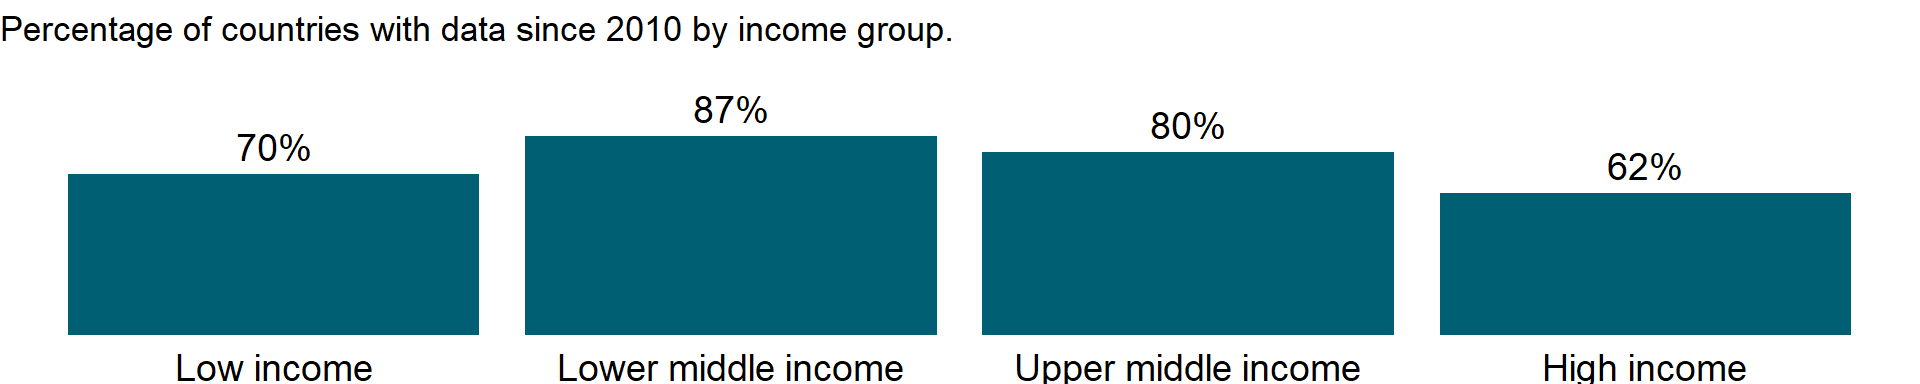 Percentage of countries with data since 2010 by income group.
87%
80%
70%
62%
Low income
Lower middle income
Upper middle income
High income